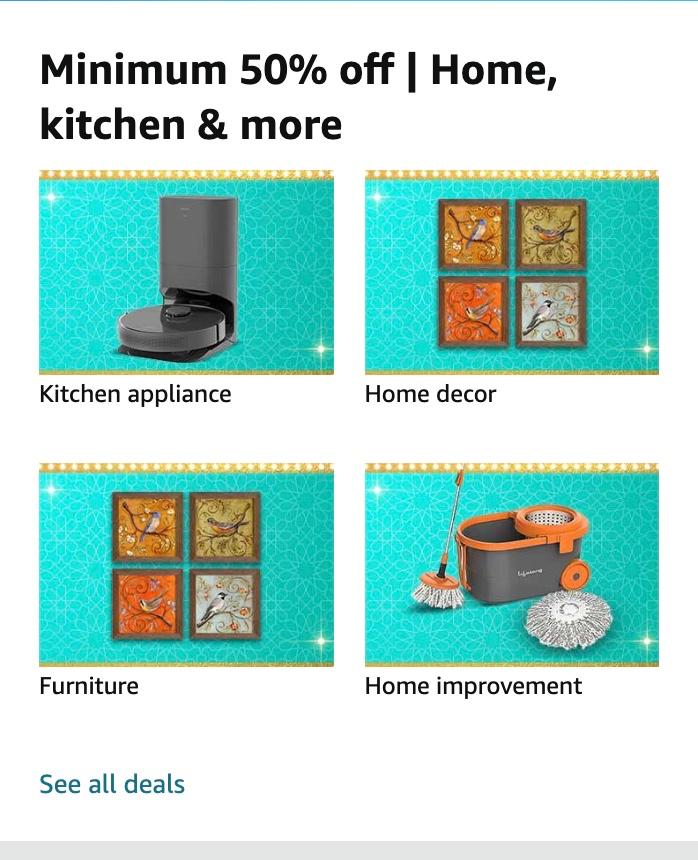 Minimum 50% off | Home,
kitchen & more
Kitchen appliance
Home decor
Furniture
Home improvement
See all deals